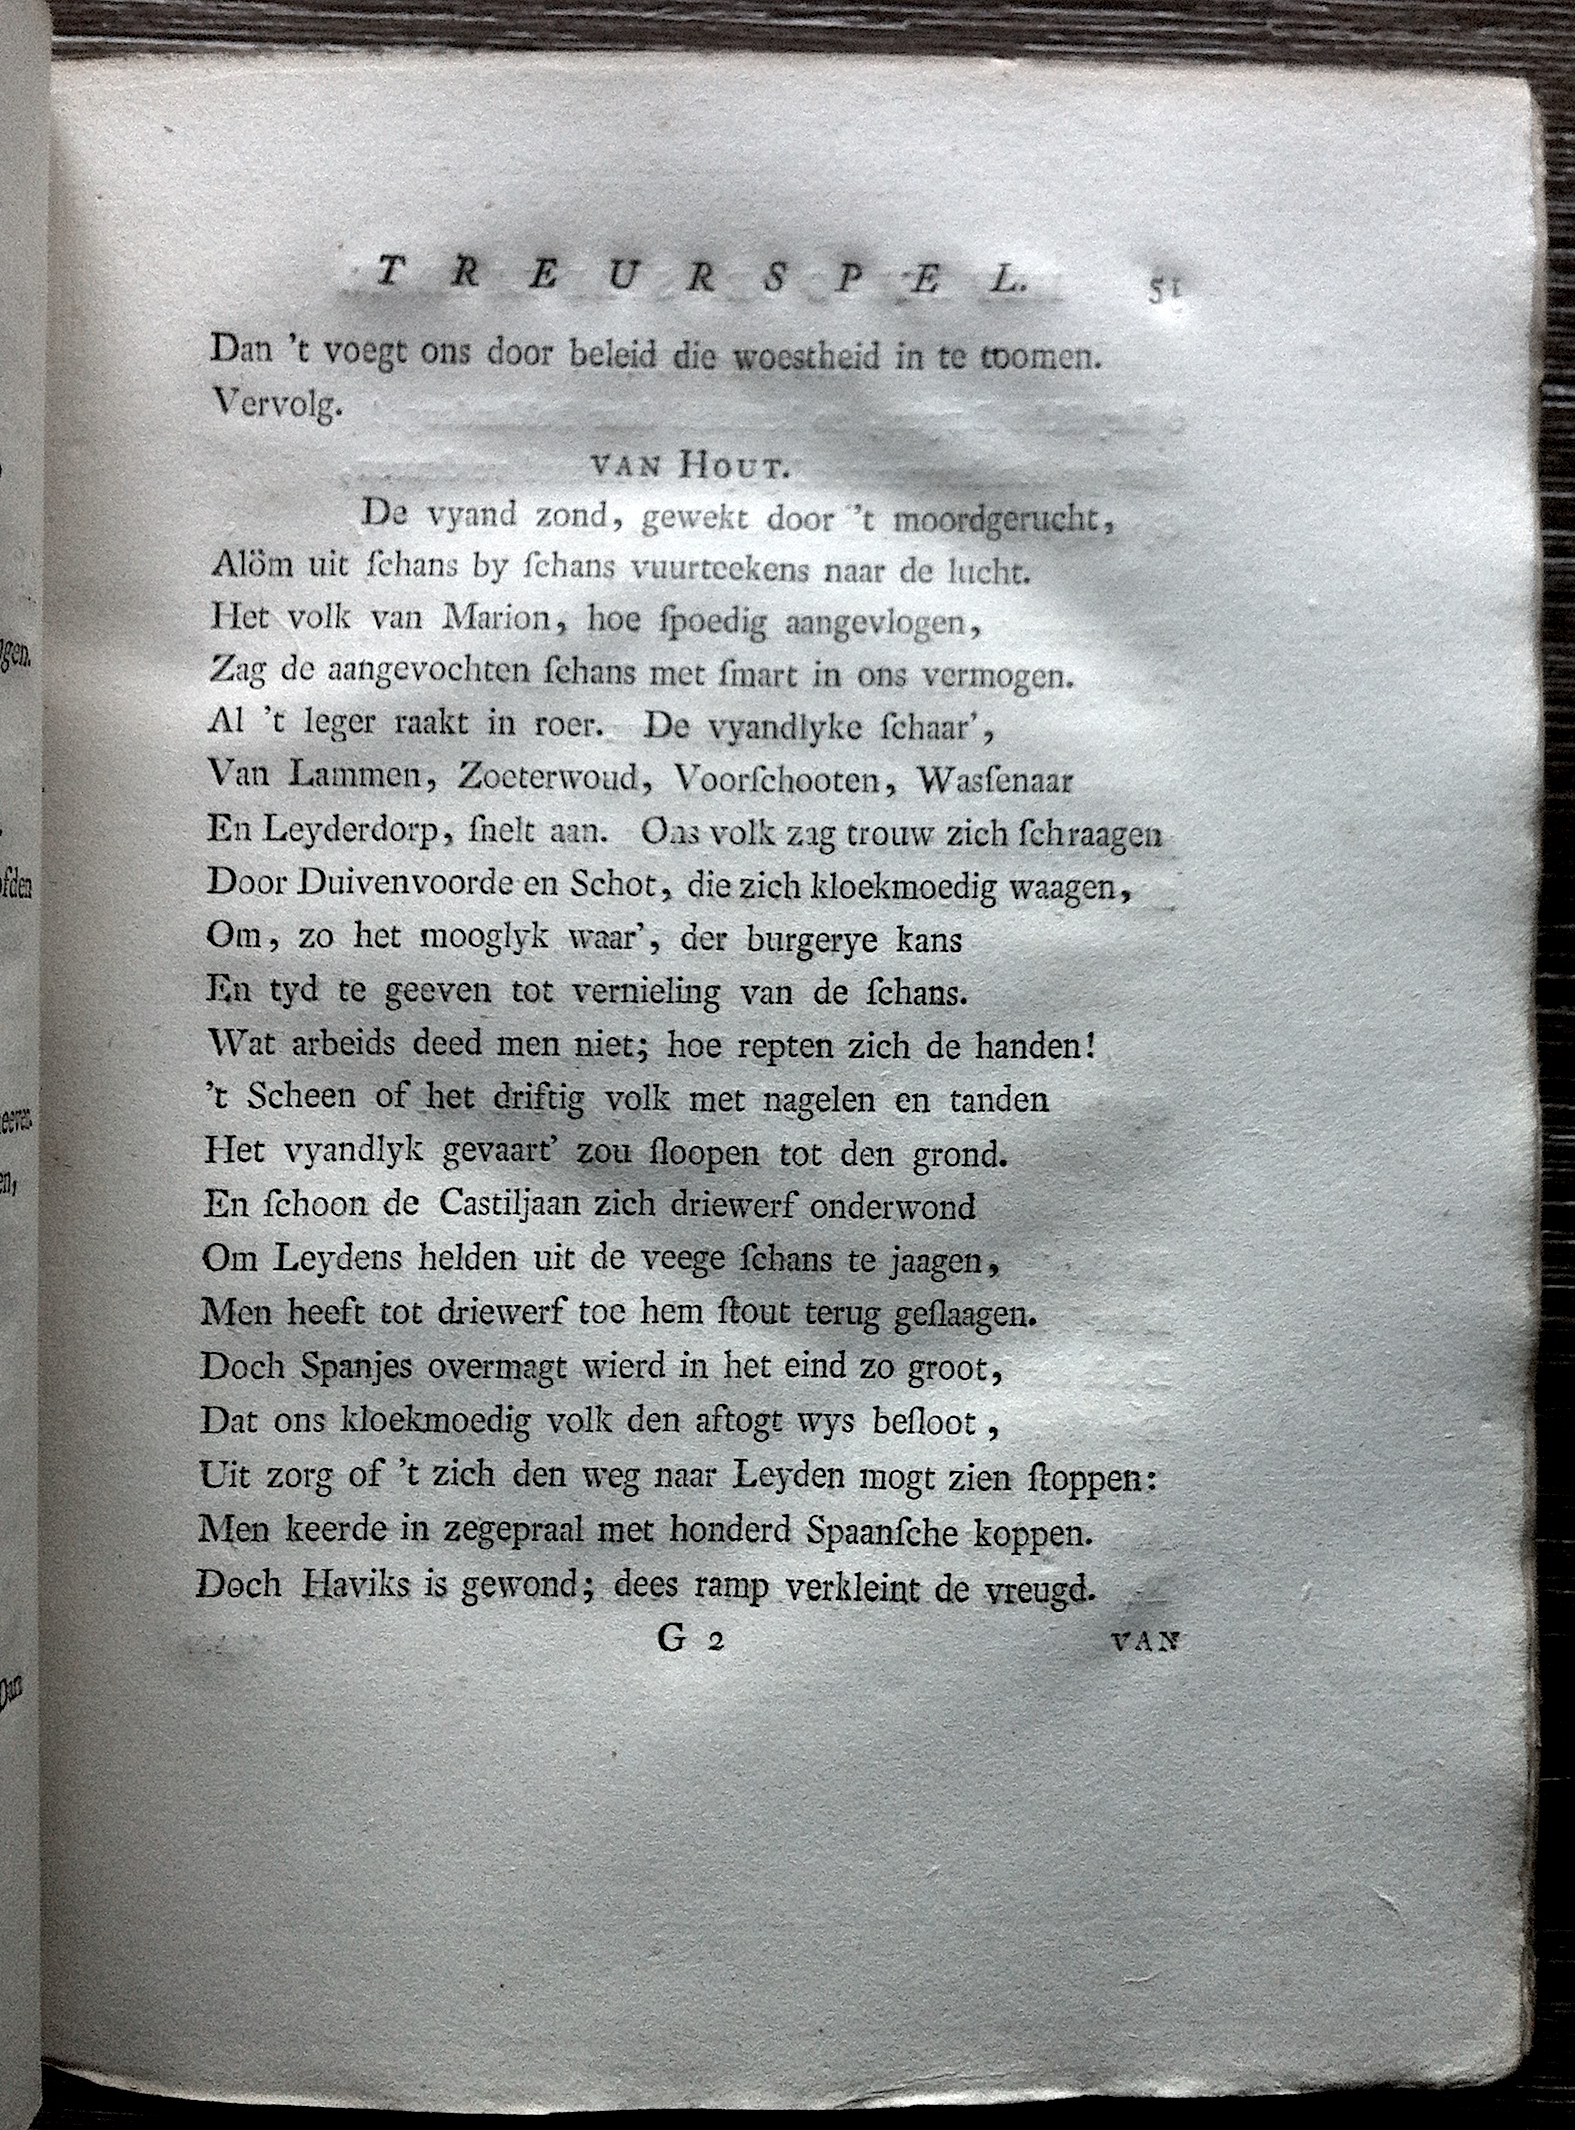 TREURSPEL. 51
Dan 't voegt ons door beleid die woestheid in te toomen.
Vervolg.
VAN HOUT.
De vyand zond, gewekt door 't moordgerucht,
Alöm uit ſchans by ſchans vuurteekens naar de lucht.
Het volk van Marion, hoe ſpoedig aangevlogen,
Zag de aangevochten ſchans met ſmart in ons vermogen.
Al 't leger raakt in roer. De vyandlyke ſchaar',
Van Lammen, Zoeterwoud, Voorſchooten, Wasſenaar
En Leyderdorp, ſnelt aan. Ons volk zag trouw zich ſchraagen
Door Duivenvoorde en Schot, die zich kloekmoedig waagen,
Om, zo het mooglyk waar', der burgerye kans
En tyd te geeven tot vernieling van de ſchans.
Wat arbeids deed men niet; hoe repten zich de handen!
't Scheen of het driftig volk met nagelen en tanden
Het vyandlyk gevaart' zou ſloopen tot den grond.
En ſchoon de Castiljaan zich driewerf onderwond
Om Leydens helden uit de veege ſchans te jaagen,
Men heeft tot driewerf toe hem ſtout terug geſlaagen.
Doch Spanjes overmagt wierd in het eind zo groot,
Dat ons kloekmoedig volk den aftogt wys beſloot,
Uit zorg of 't zich den weg naar Leyden mogt zien ſtoppen:
Men keerde in zegepraal met honderd Spaanſche koppen.
Doch Haviks is gewond; dees ramp verkleint de vreugd.
G 2 VAN